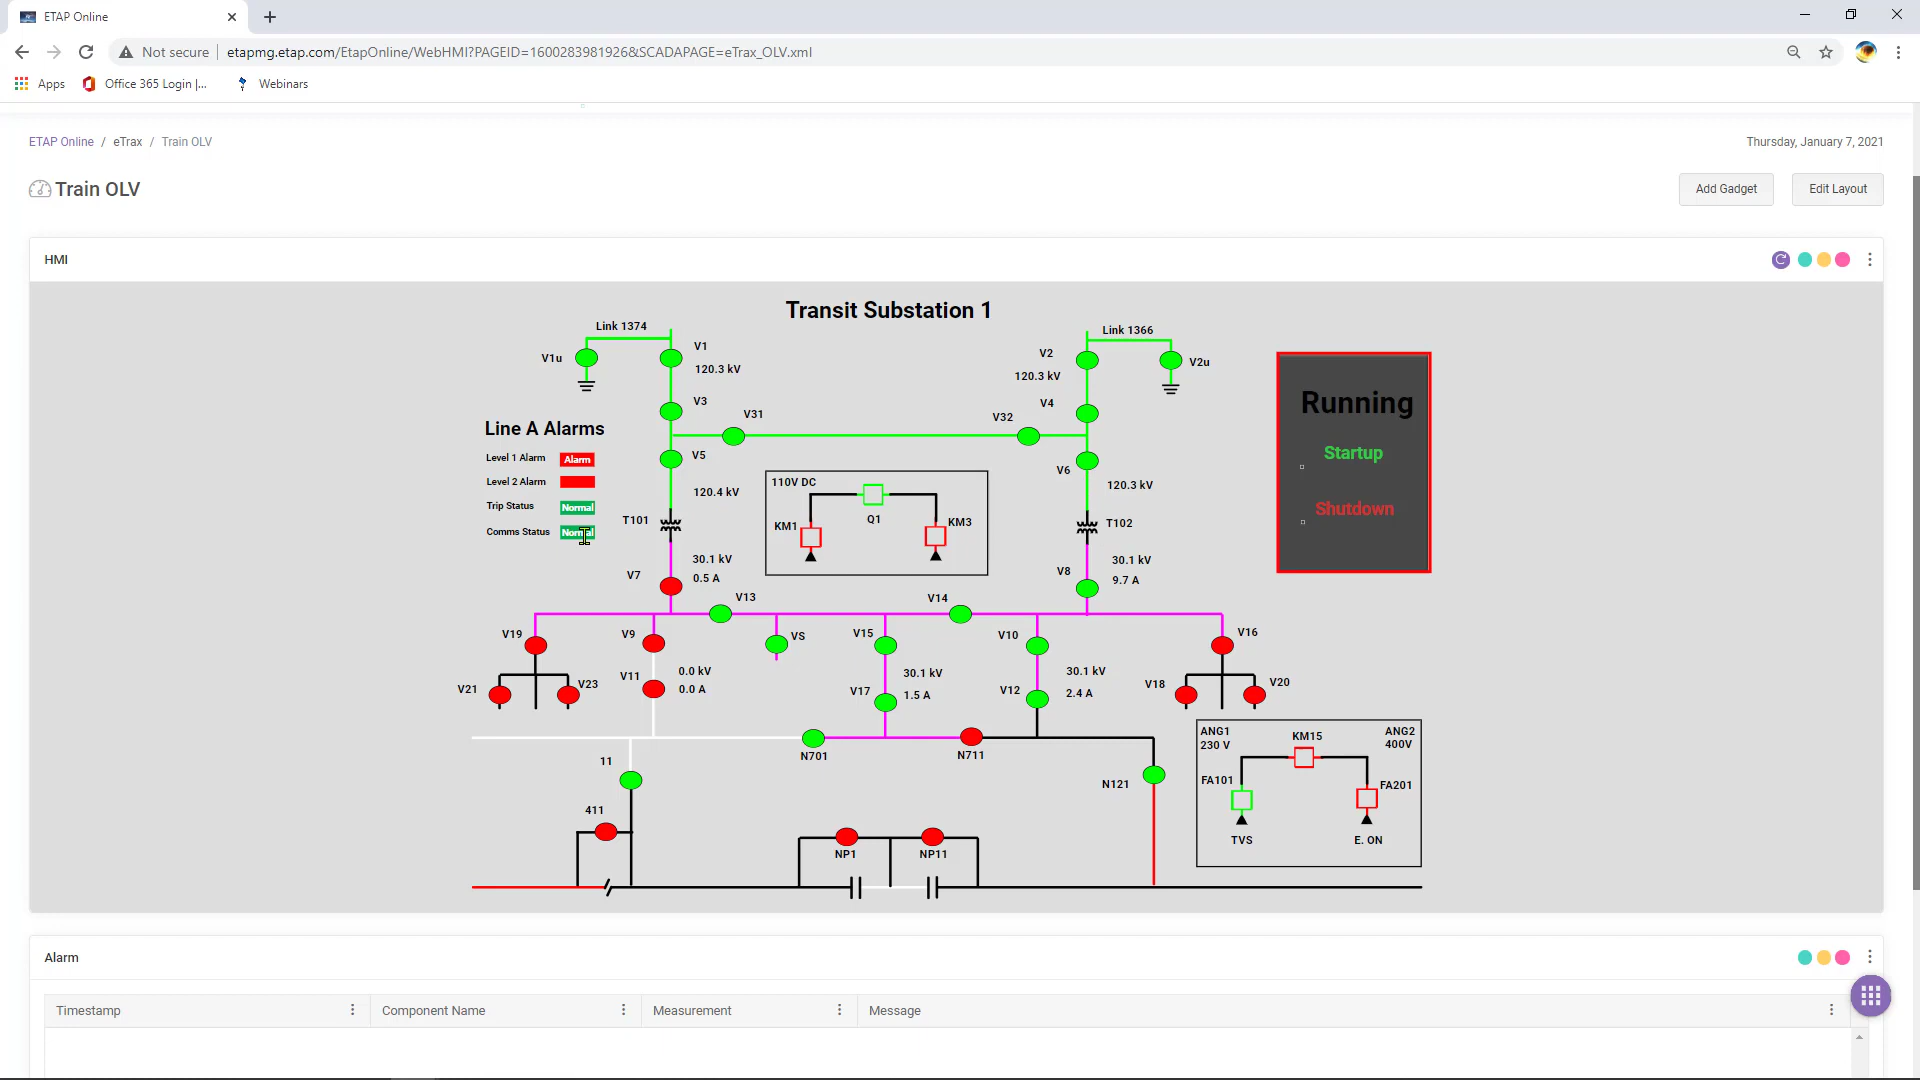 ETAP Online
Not secure
etapmg.etap.com/EtapOnline/WebHMI?PAGEID=1600283981926&SCADAPAGE=eTrax_OLV.xml
Apps
Office 365 Login |...
Webinars
ETAP Online / eTrax / Train OLV
Thursday, January 7, 2021
Train OLV
Add Gadget
Edit Layout
HMI
Transit Substation 1
Link 1374
Link 1366
V1u
V1
120.3 kV
V2
V2u
120.3 kV
V3
V4
V31
V32
Line A Alarms
Level 1 Alarm
Alarm
Level 2 Alarm
Trip Status
Normal
Comms Status
Normal
V5
V6
120.4 kV
120.3 kV
T101
T102
110V DC
KM1
Q1
KM3
Running
Startup
Shutdown
30.1 kV
0.5 A
V7
30.1 kV
9.7 A
V8
V13
V14
V19
V9
VS
V15
V10
V16
V21
V23
V11
0.0 kV
0.0 A
V17
30.1 kV
1.5 A
V12
30.1 kV
2.4 A
V18
V20
N701
N711
11
N121
411
NP1
NP11
ANG1
230 V
KM15
ANG2
400V
FA101
FA201
TVS
E. ON
Alarm
Timestamp
Component Name
Measurement
Message